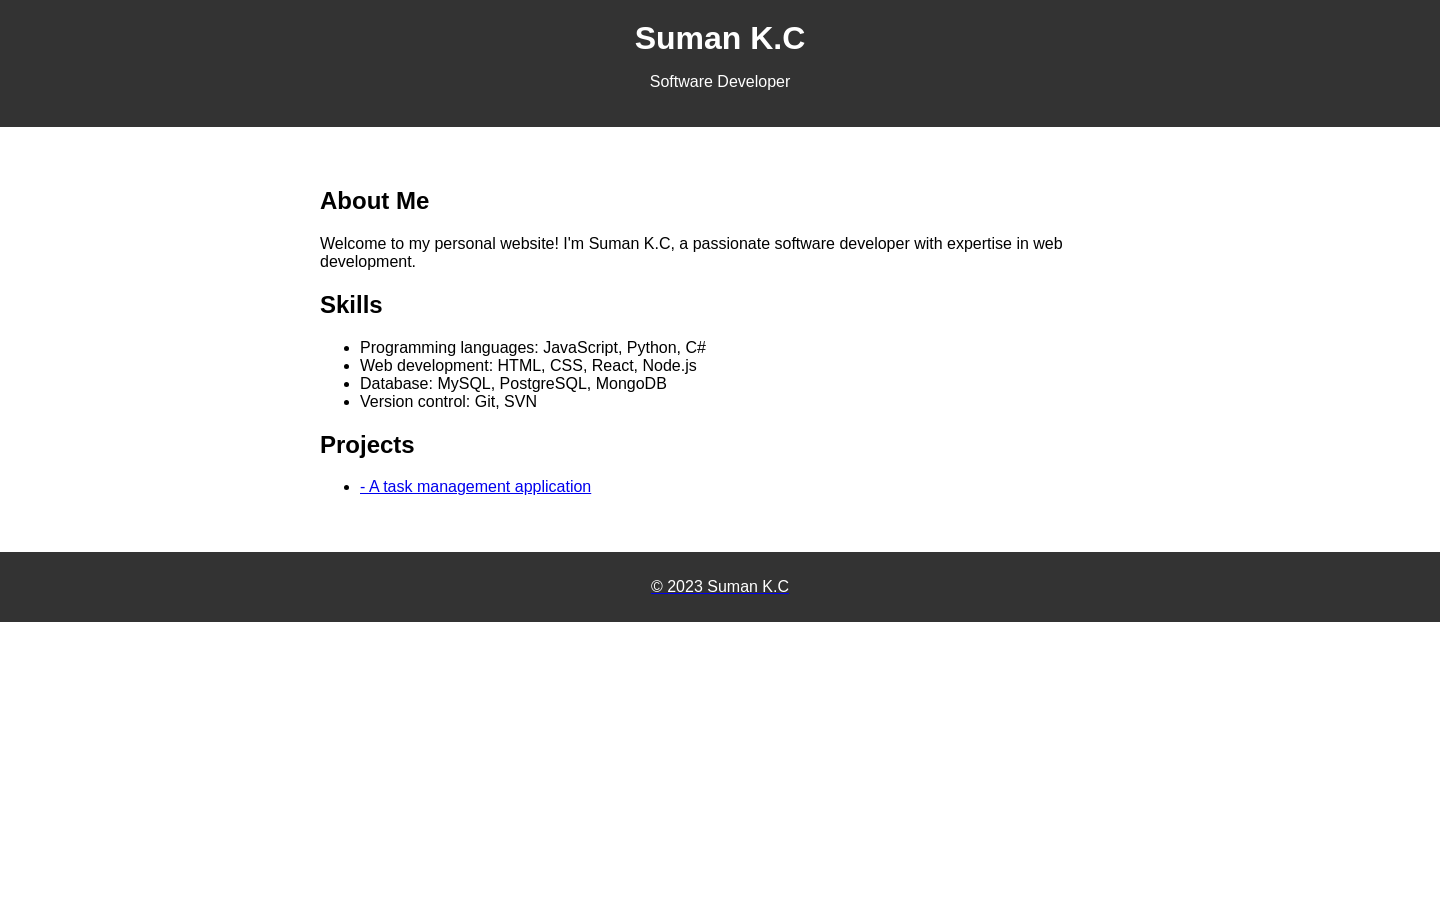 Suman K.C
Software Developer
About Me
Welcome to my personal website! I'm Suman K.C, a passionate software developer with expertise in web
development.
Skills
• Programming languages: JavaScript, Python, C#
• Web development: HTML, CSS, React, Node.js
• Database: MySQL, PostgreSQL, MongoDB
• Version control: Git, SVN
Projects
• - A task management application
© 2023 Suman K.C